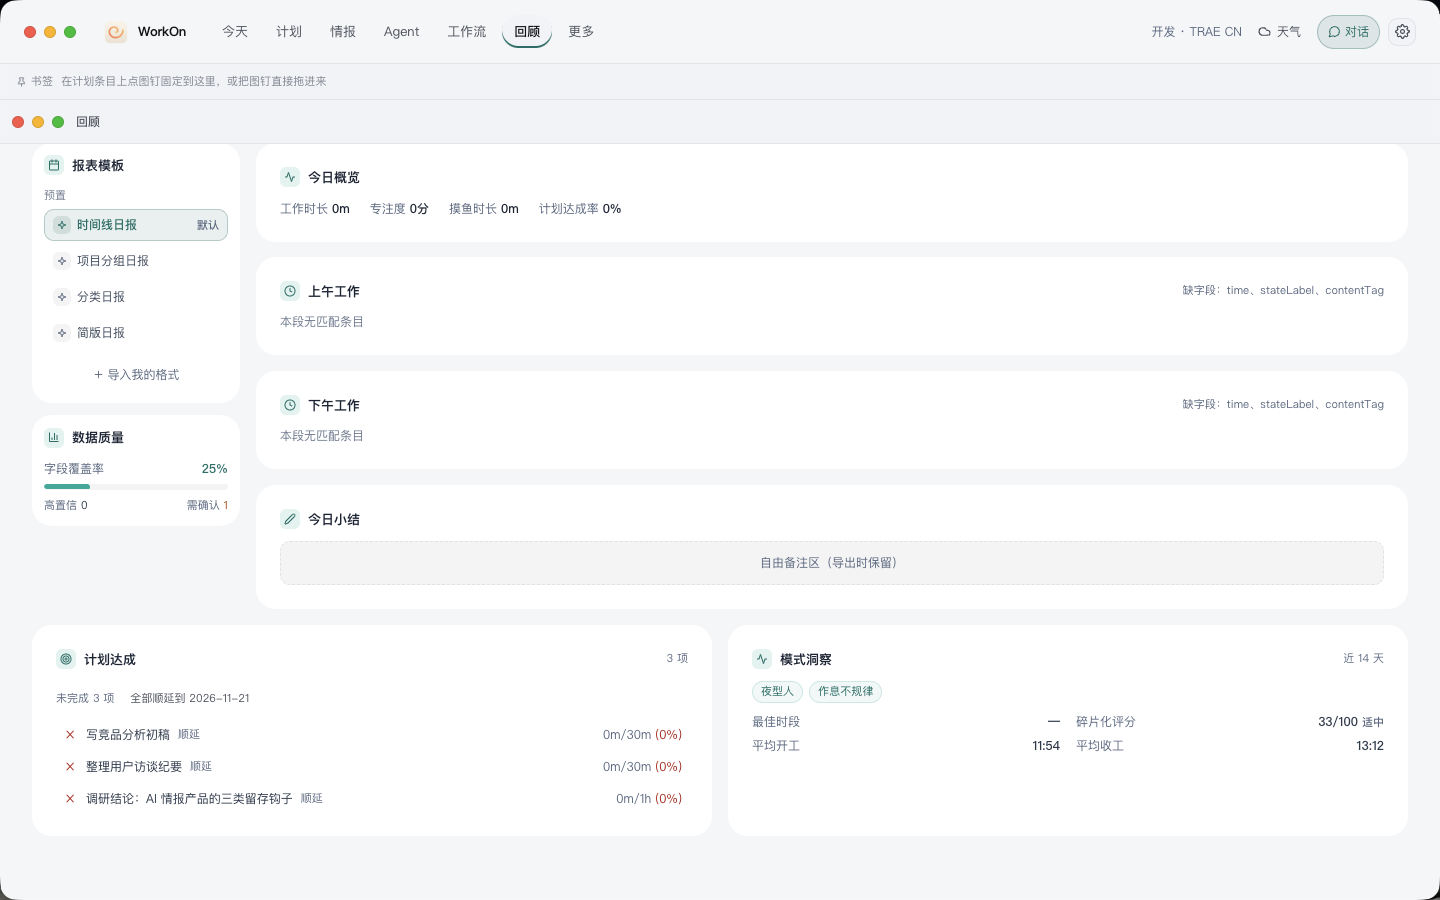 WorkOn 今天 计划 情报 Agent 工作流 回顾 更多 开发 · TRAE CN 天气 对话
书签 在计划条目上点图钉固定到这里，或把图钉直接拖进来
回顾
报表模板
预置
时间线日报 默认
项目分组日报
分类日报
简版日报
+ 导入我的格式
数据质量
字段覆盖率 25%
高置信 0 需确认 1
今日概览
工作时长 0m 专注度 0分 摸鱼时长 0m 计划达成率 0%
上午工作 缺字段：time、stateLabel、contentTag
本段无匹配条目
下午工作 缺字段：time、stateLabel、contentTag
本段无匹配条目
今日小结
自由备注区（导出时保留）
计划达成 3 项
未完成 3 项 全部顺延到 2026-11-21
写竞品分析初稿 顺延 0m/30m (0%)
整理用户访谈纪要 顺延 0m/30m (0%)
调研结论：AI 情报产品的三类留存钩子 顺延 0m/1h (0%)
模式洞察 近 14 天
夜型人 作息不规律
最佳时段 — 碎片化评分 33/100 适中
平均开工 11:54 平均收工 13:12